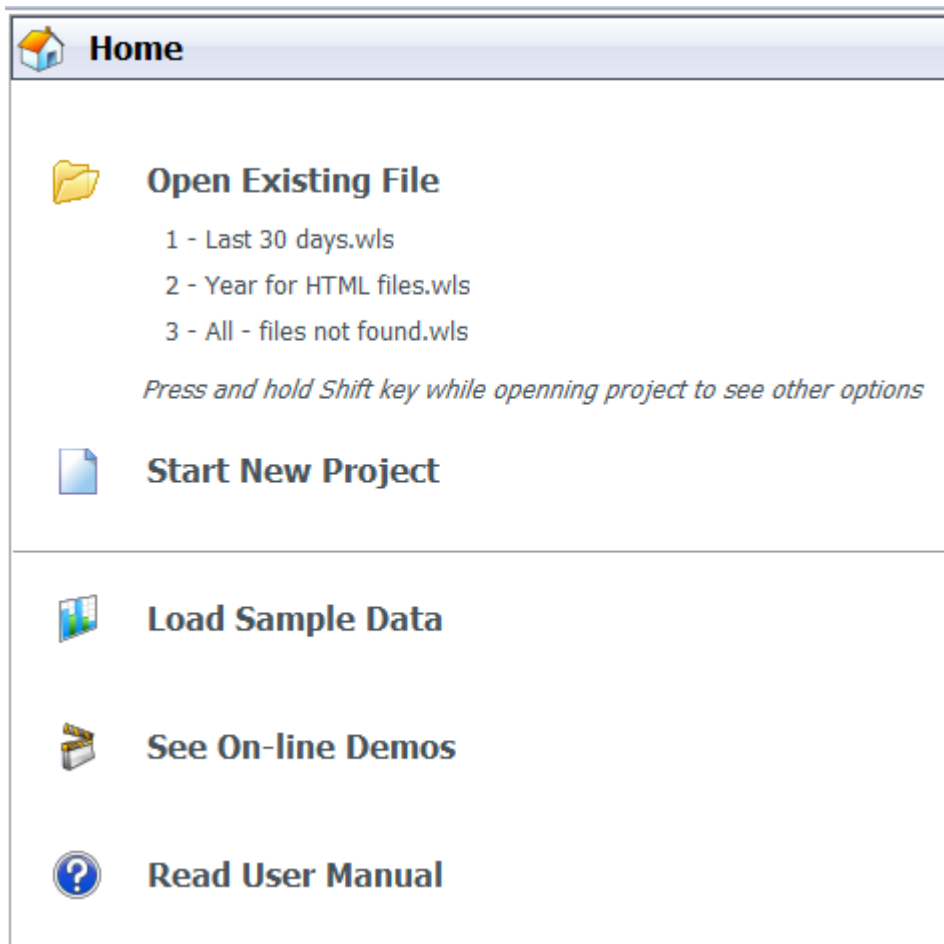 Home
Open Existing File
1 - Last 30 days.wls
2 - Year for HTML files.wls
3 - All - files not found.wls
Press and hold Shift key while openning project to see other options
Start New Project
Load Sample Data
See On-line Demos
Read User Manual